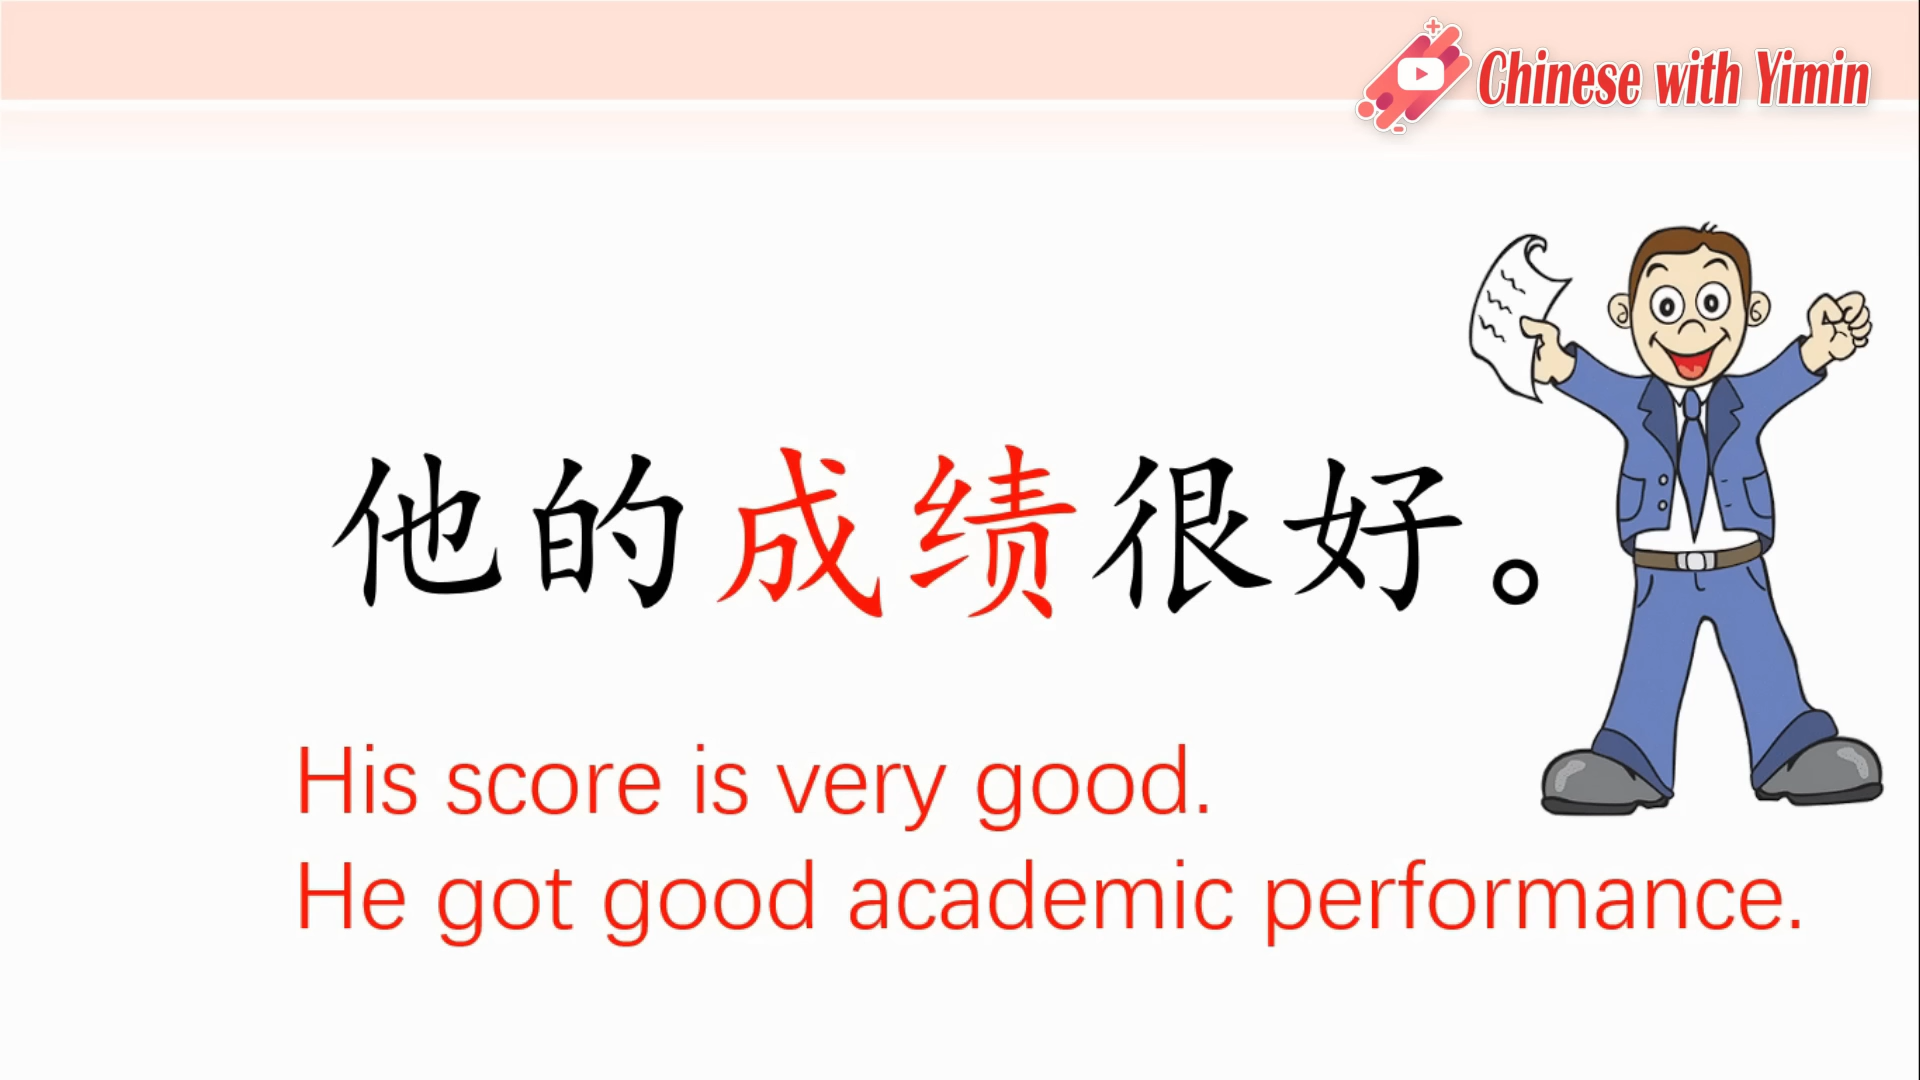 Chinese with Yimin
他的成绩很好。
His score is very good.
He got good academic performance.